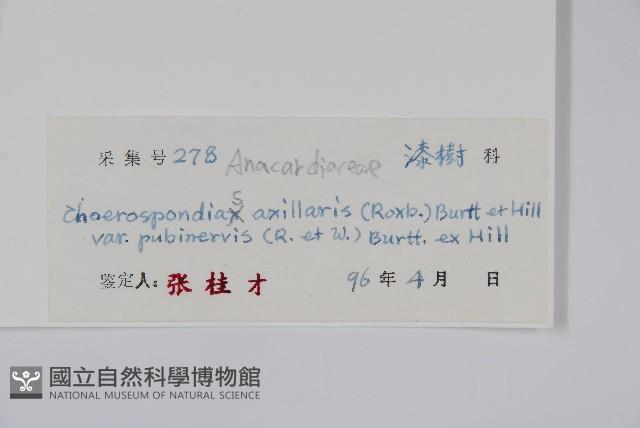 采集号 278 Anacardiaceae 漆樹 科
Choerospondias axillaris (Roxb.) Burtt et Hill
var. pubinervis (R. et W.) Burtt. ex Hill
鉴定人: 张桂才 96 年 4 月 日
國立自然科學博物館
NATIONAL MUSEUM OF NATURAL SCIENCE